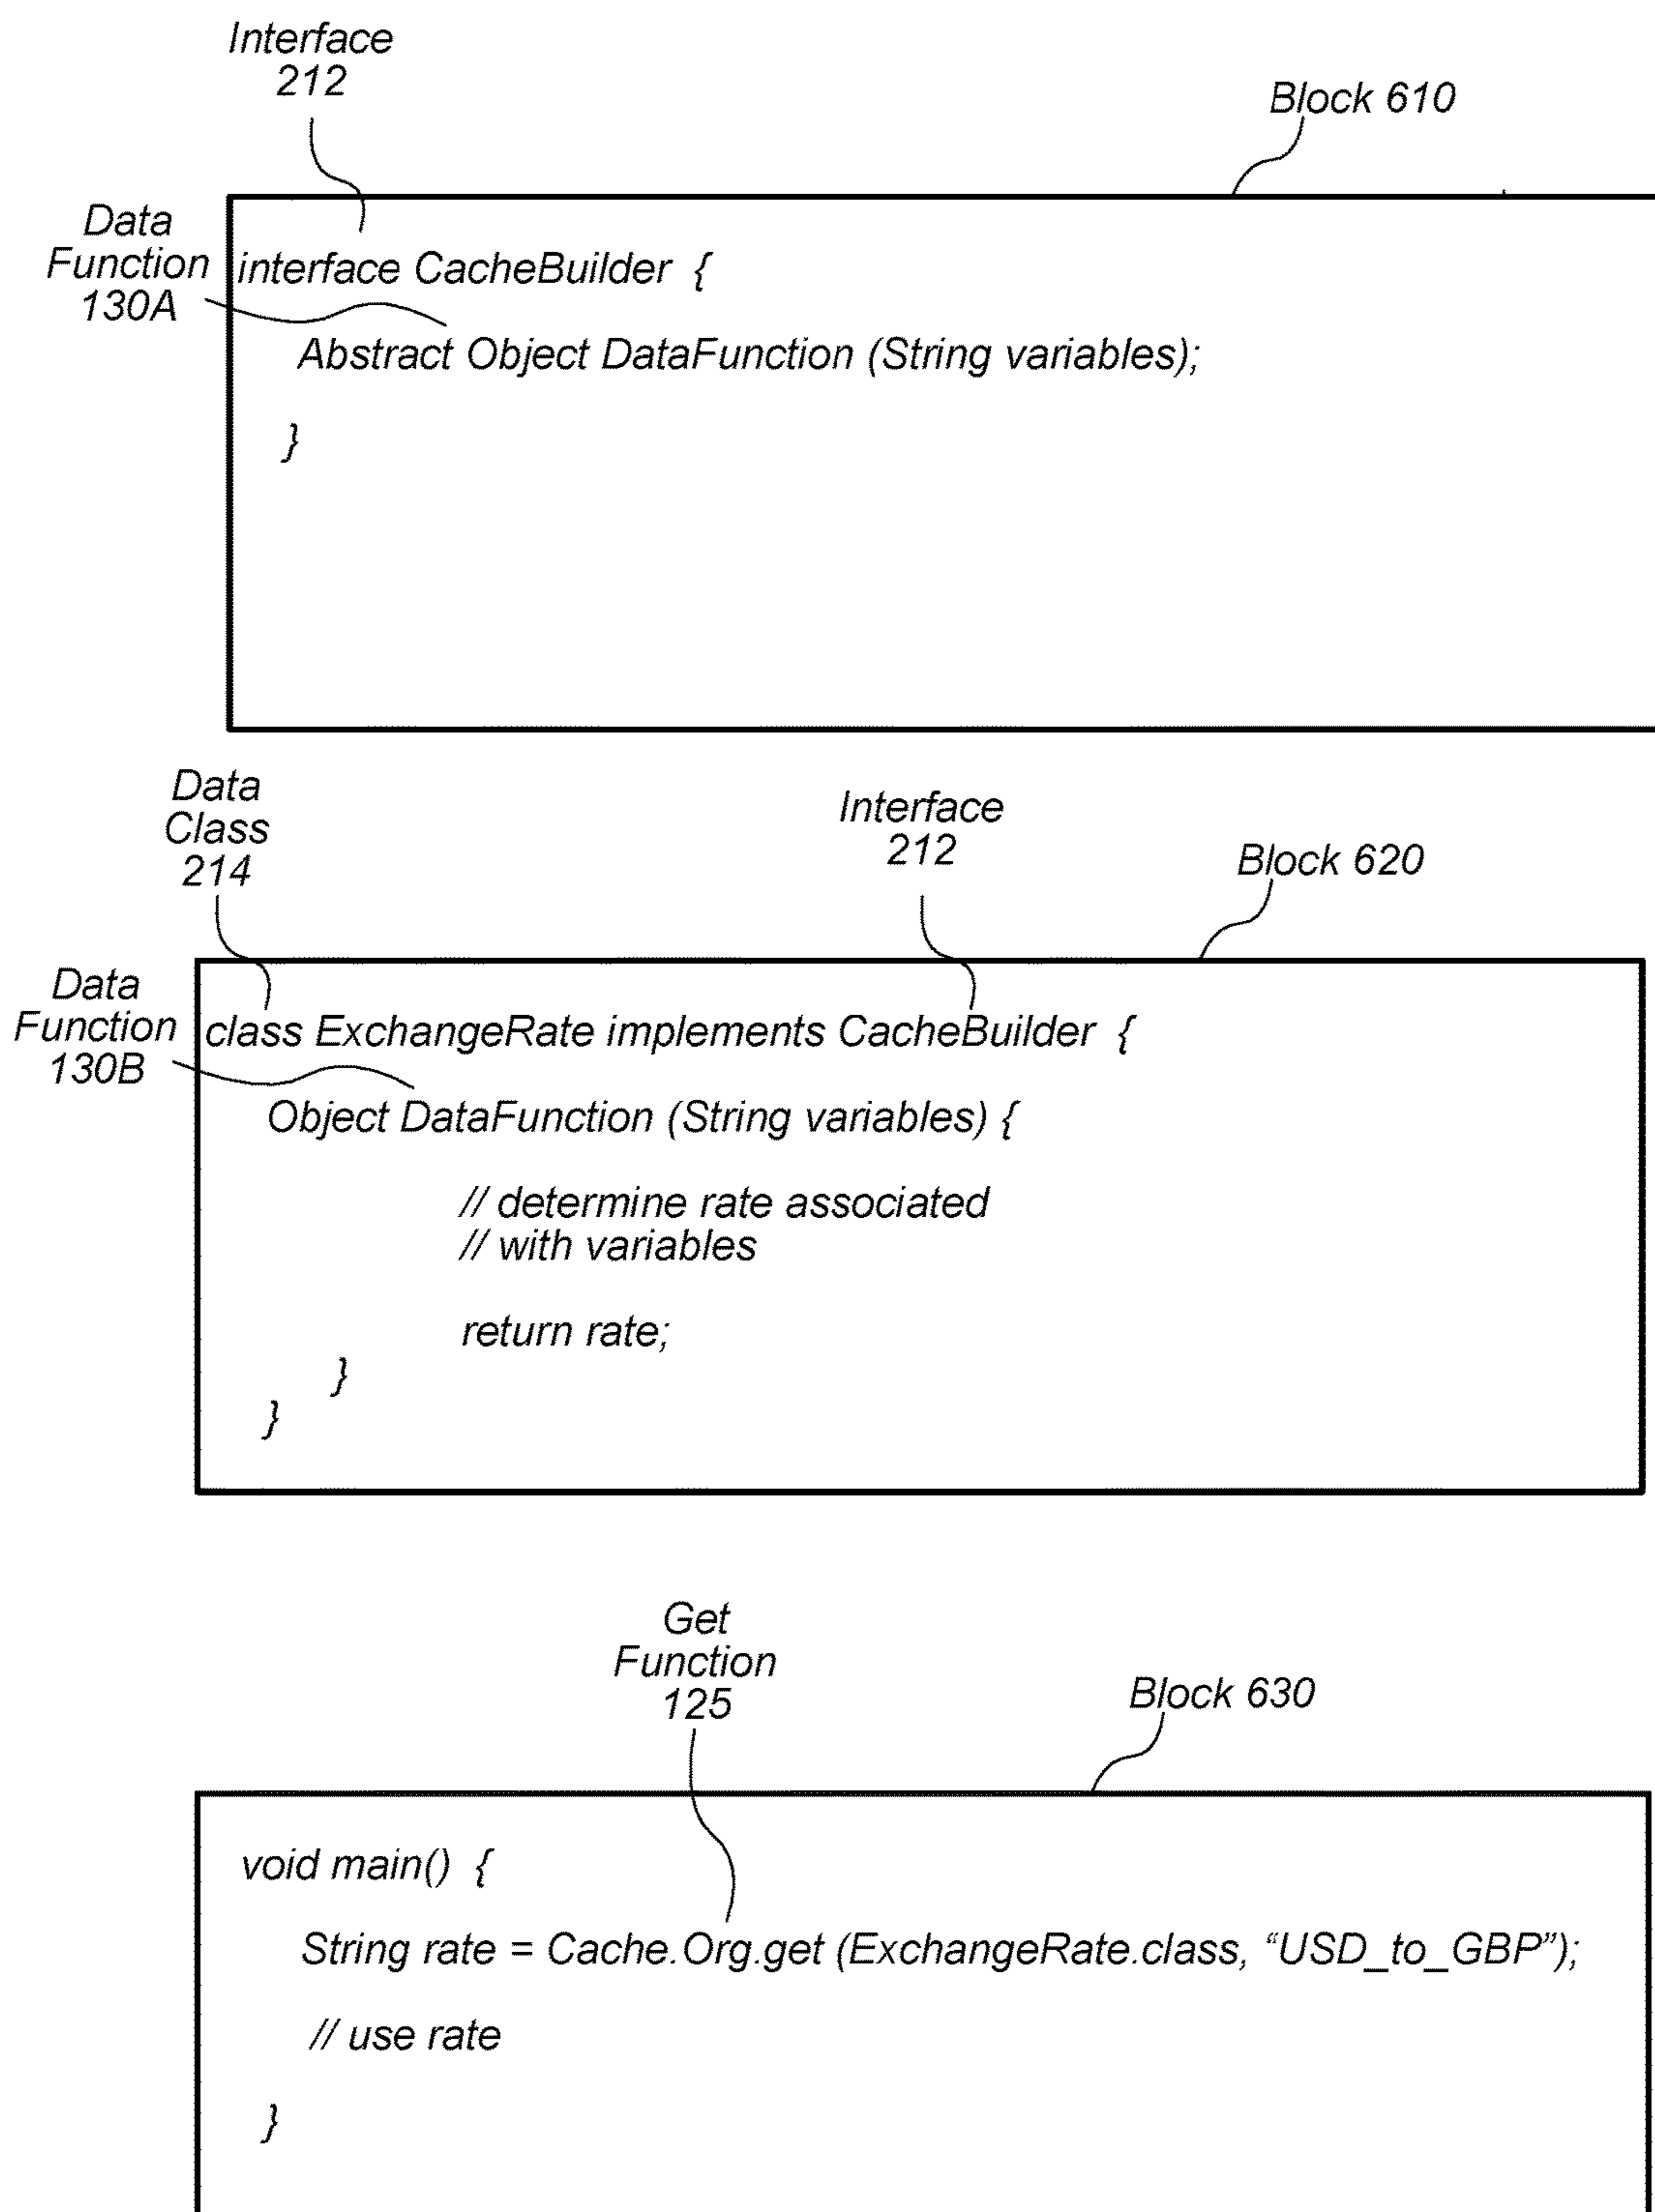 Interface
212
Block 610
Data
Function
130A
interface CacheBuilder {
Abstract Object DataFunction (String variables);
}
Data
Class
214
Interface
212
Block 620
Data
Function
130B
class ExchangeRate implements CacheBuilder {
Object DataFunction (String variables) {
// determine rate associated
// with variables
return rate;
}
}
Get
Function
125
Block 630
void main() {
String rate = Cache.Org.get (ExchangeRate.class, “USD_to_GBP”);
// use rate
}